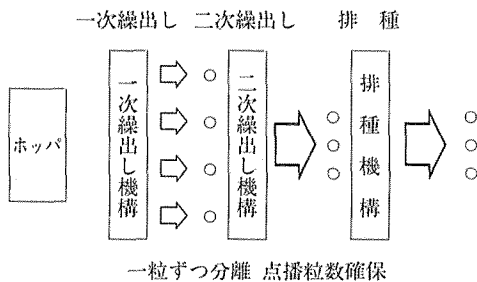 一次繰出し 二次繰出し 排種
ホッパ
一次繰出し機構
二次繰出し機構
排種機構
一粒ずつ分離 点播粒数確保